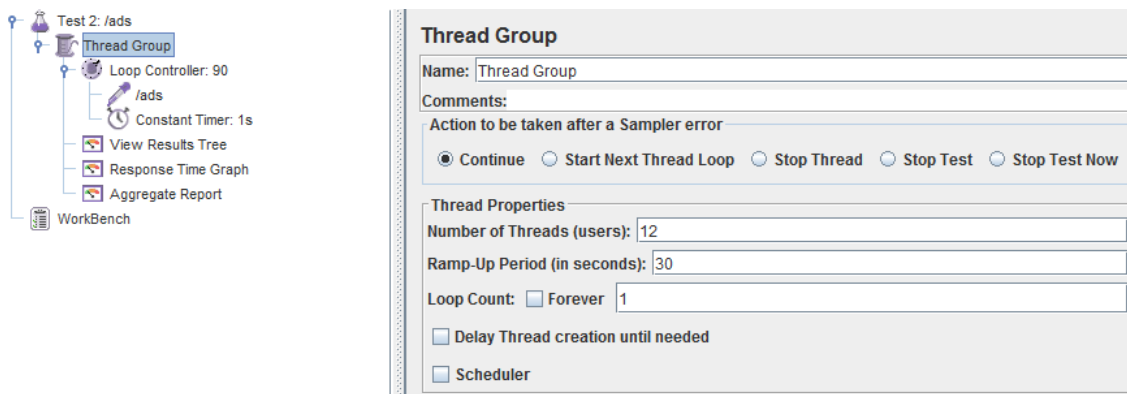 Test 2: /ads
Thread Group
Loop Controller: 90
/ads
Constant Timer: 1s
View Results Tree
Response Time Graph
Aggregate Report
WorkBench
Thread Group
Name: Thread Group
Comments:
Action to be taken after a Sampler error
Continue Start Next Thread Loop Stop Thread Stop Test Stop Test Now
Thread Properties
Number of Threads (users): 12
Ramp-Up Period (in seconds): 30
Loop Count: Forever 1
Delay Thread creation until needed
Scheduler